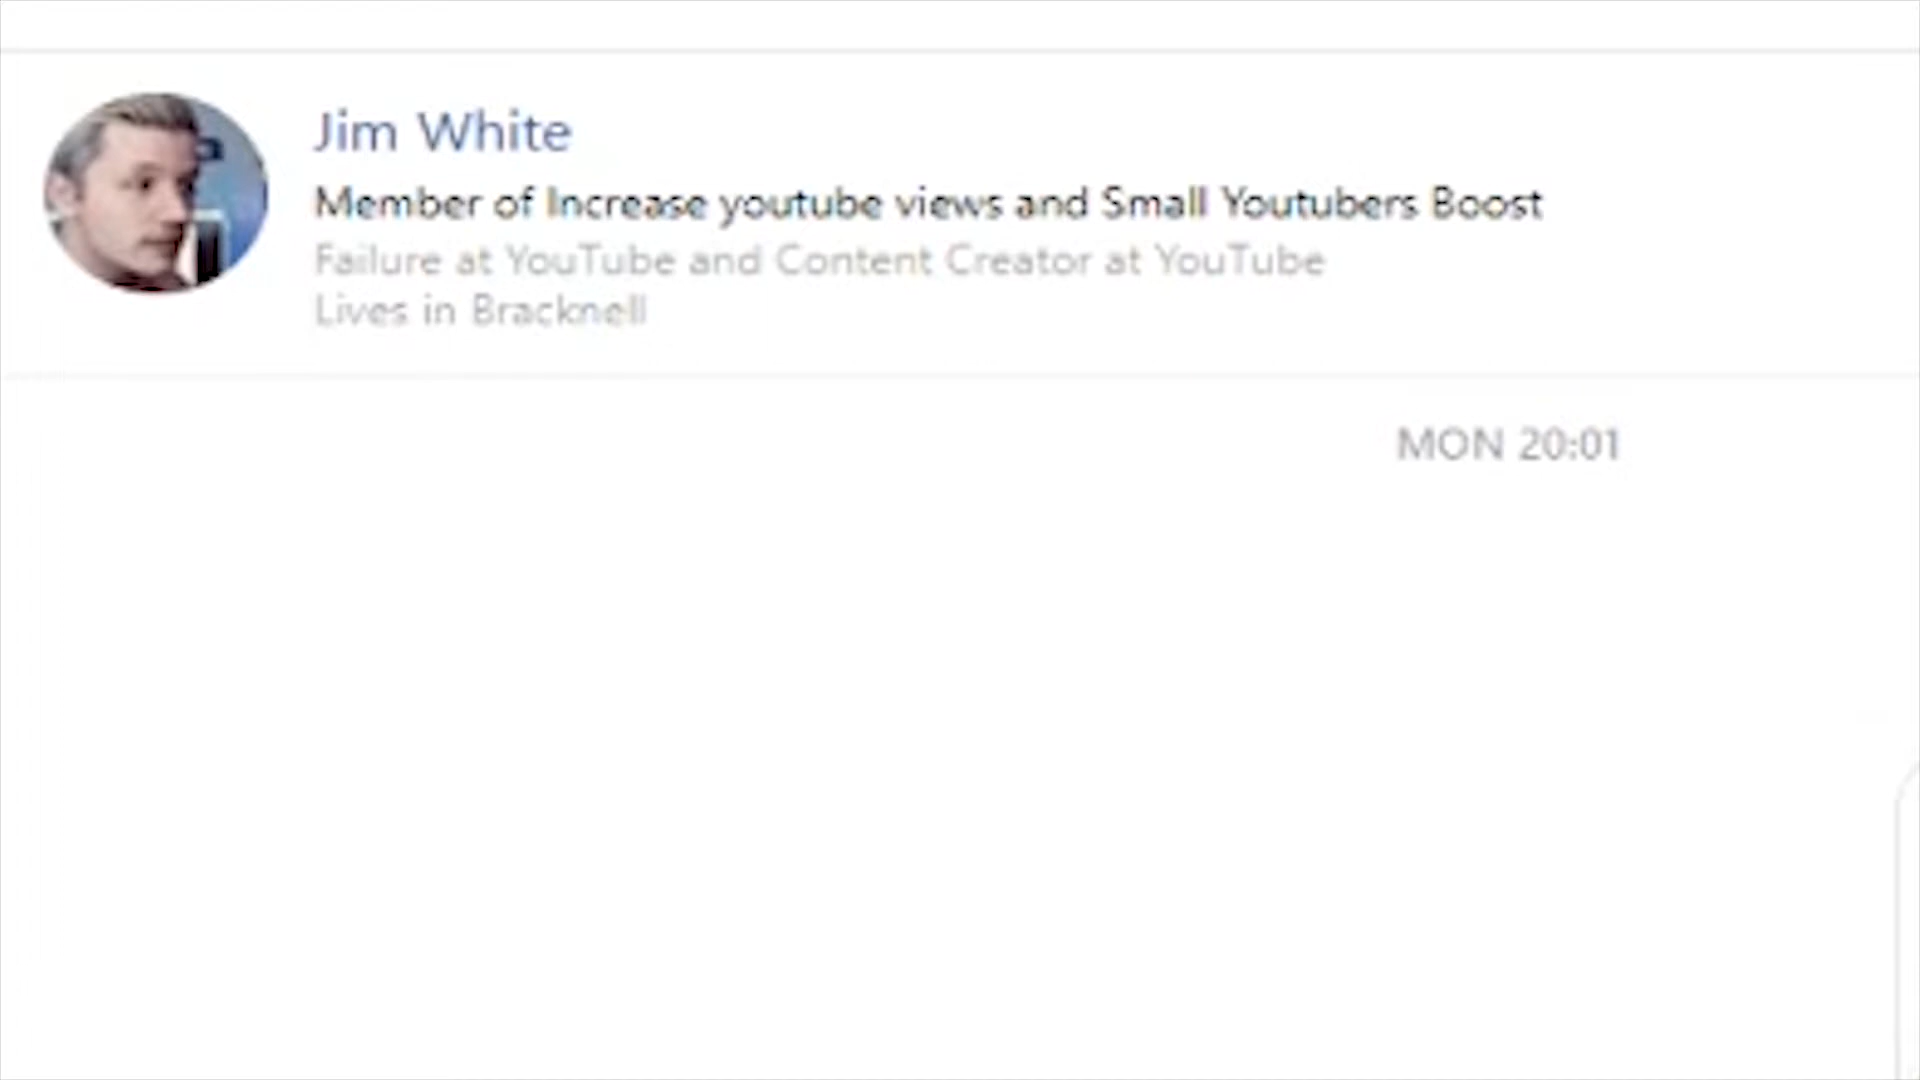 Jim White
Member of Increase youtube views and Small Youtubers Boost
Failure at YouTube and Content Creator at YouTube
Lives in Bracknell
MON 20:01